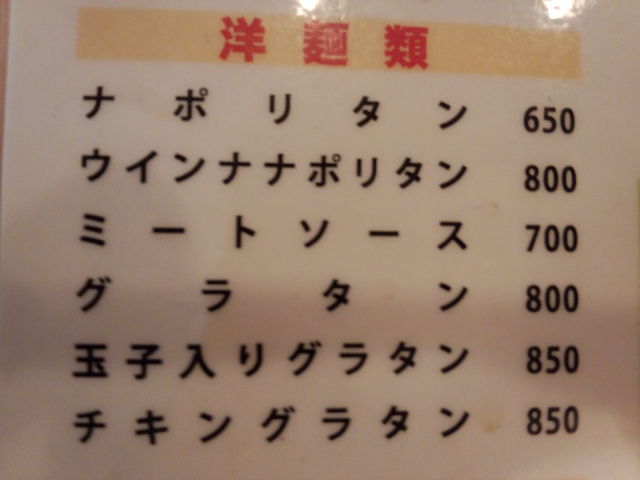 洋麺類
ナポリタン 650
ウインナナポリタン 800
ミートソース 700
グラタン 800
玉子入りグラタン 850
チキングラタン 850